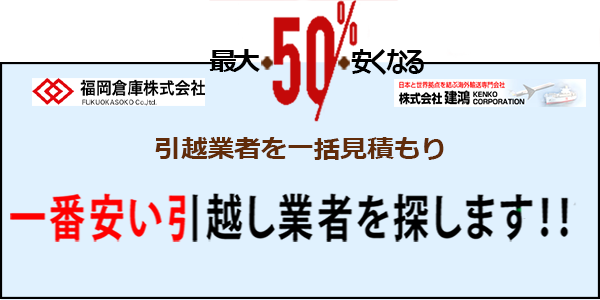 最大50%安くなる
福岡倉庫株式会社
FUKUOKASOKO Co.,ltd.
日本と世界拠点を結ぶ海外輸送専門会社
株式会社 建鴻 KENKO CORPORATION
引越業者を一括見積もり
一番安い引越し業者を探します!!